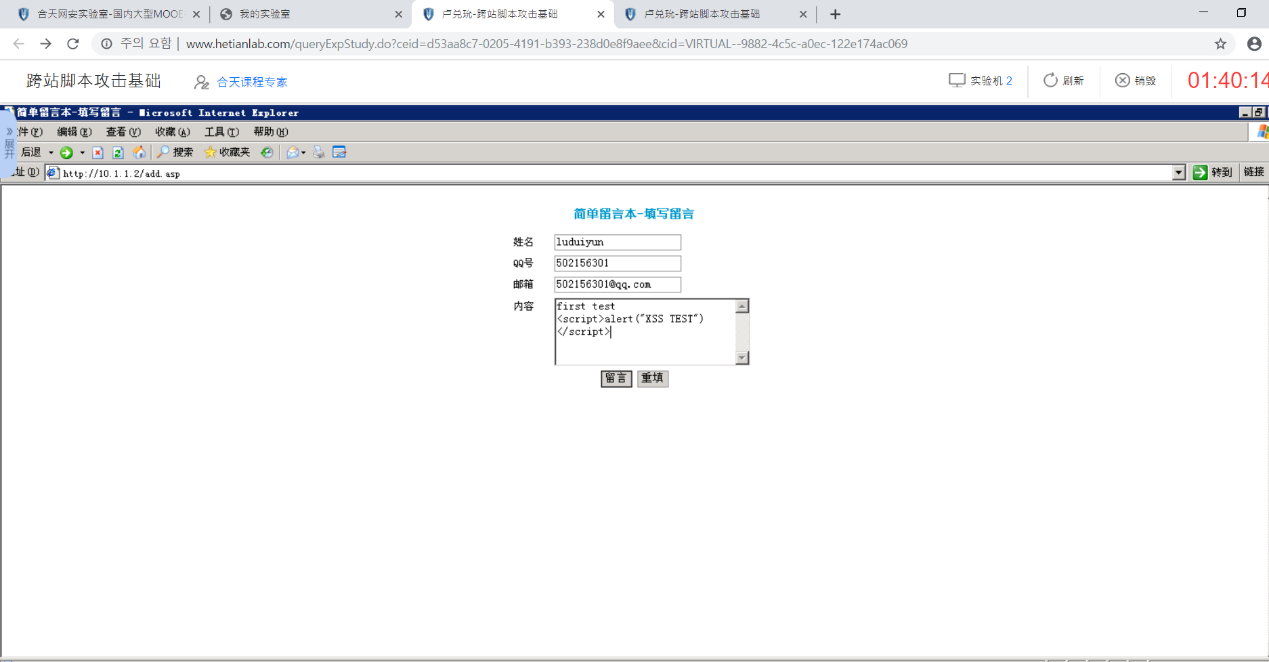 合天网安实验室-国内大型MOOE
我的实验室
卢兑玧-跨站脚本攻击基础
卢兑玧-跨站脚本攻击基础
주의 요함 | www.hetianlab.com/queryExpStudy.do?ceid=d53aa8c7-0205-4191-b393-238d0e8f9aee&cid=VIRTUAL--9882-4c5c-a0ec-122e174ac069
跨站脚本攻击基础 合天课程专家 实验机 2 刷新 销毁 01:40:14
简单留言本-填写留言 - Microsoft Internet Explorer
件(F) 编辑(E) 查看(V) 收藏(A) 工具(T) 帮助(H)
» 展开
后退 搜索 收藏夹
址(D) http://10.1.1.2/add.asp 转到 链接
简单留言本-填写留言
姓名 luduiyun
QQ号 502156301
邮箱 502156301@qq.com
内容 first test
<script>alert("XSS TEST")
</script>
留言 重填